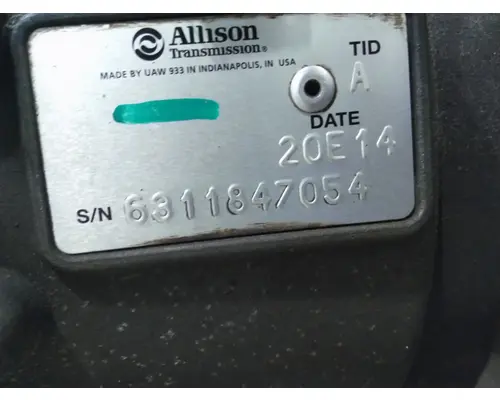 Allison
Transmission®
MADE BY UAW 933 IN INDIANAPOLIS, IN USA
TID
A
DATE
20E14
S/N 6311847054